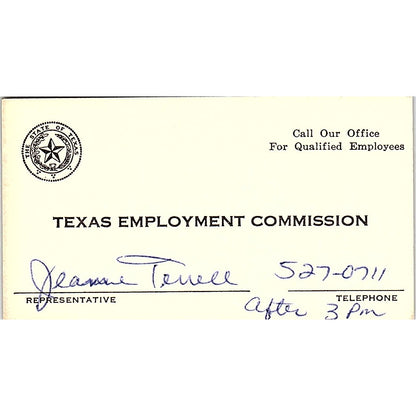 THE STATE OF TEXAS
Call Our Office
For Qualified Employees
TEXAS EMPLOYMENT COMMISSION
Jeanne Terrell 527-0711
REPRESENTATIVE TELEPHONE
After 3 Pm